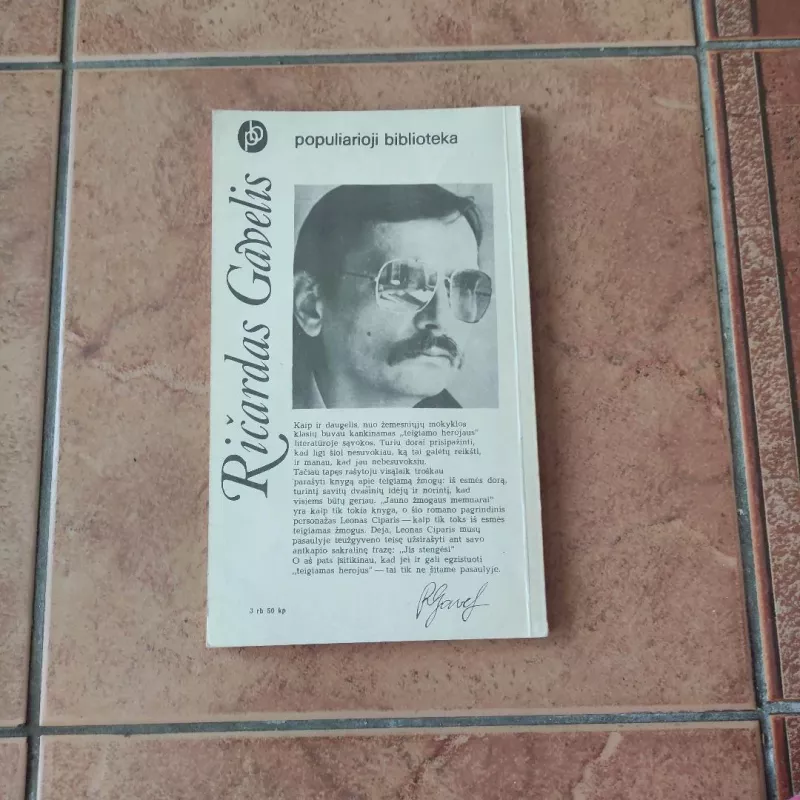 pb
populiarioji biblioteka
Ričardas Gavelis
Kaip ir daugelis, nuo žemesniųjų mokyklos
klasių buvau kankinamas „teigiamo herojaus"
literatūroje sąvokos. Turiu dorai prisipažinti,
kad ligi šiol nesuvokiau, ką tai galėtų reikšti,
ir manau, kad jau nebesuvoksiu.
Tačiau tapęs rašytoju visąlaik troškau
parašyti knygą apie teigiamą žmogų: iš esmės dorą,
turintį savitų dvasinių idėjų ir norintį, kad
visiems būtų geriau. „Jauno žmogaus memuarai"
yra kaip tik tokia knyga, o šio romano pagrindinis
personažas Leonas Ciparis — kaip tik toks iš esmės
teigiamas žmogus. Deja, Leonas Ciparis mūsų
pasaulyje teužgyveno teisę užsirašyti ant savo
antkapio sakralinę frazę: „Jis stengėsi"
O aš pats įsitikinau, kad jei ir gali egzistuoti
„teigiamas herojus" — tai tik ne šitame pasaulyje.
RGavel
3 rb 50 kp